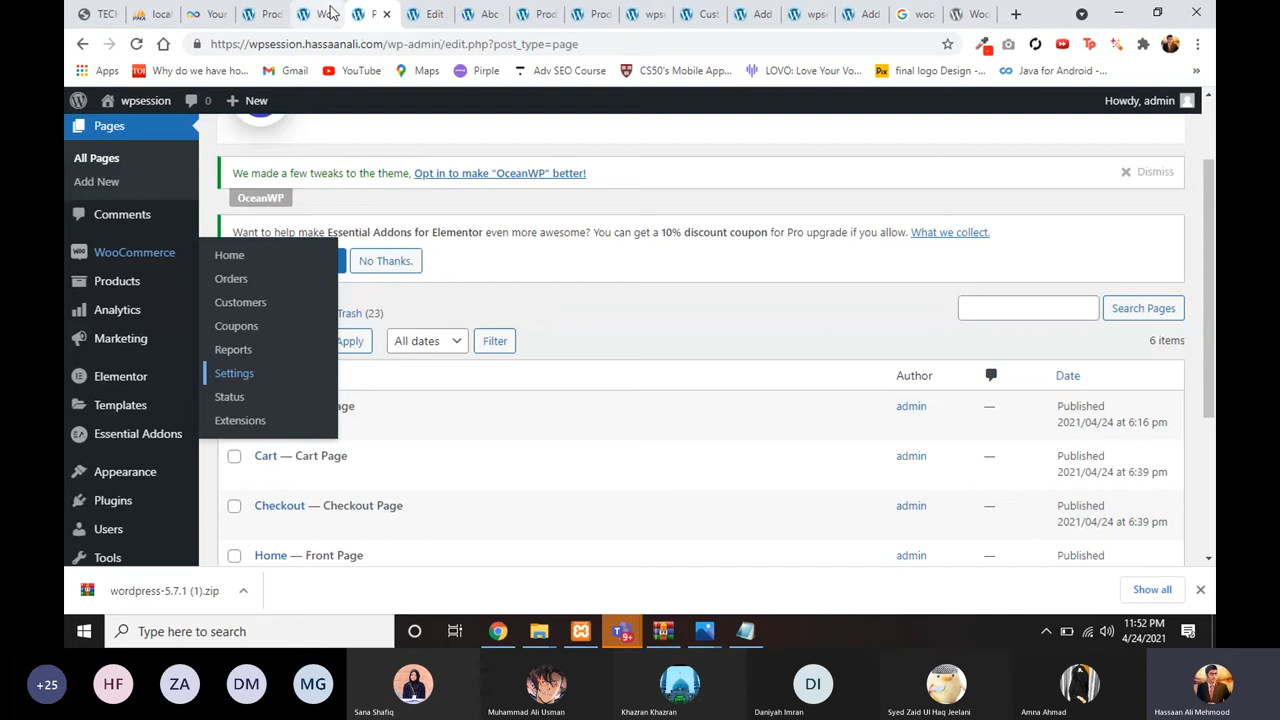 TECH
local
Your
Prod
Wo
P
Edit
Abc
Prod
Prod
wpse
Cust
Add
wpse
Add
woo
Woo
https://wpsession.hassaanali.com/wp-admin/edit.php?post_type=page
Apps
Why do we have ho...
Gmail
YouTube
Maps
Pirple
Adv SEO Course
CS50's Mobile App...
LOVO: Love Your Vo...
final logo Design -...
Java for Android -...
wpsession
0
New
Howdy, admin
Pages
All Pages
Add New
Comments
WooCommerce
Products
Analytics
Marketing
Elementor
Templates
Essential Addons
Appearance
Plugins
Users
Tools
Home
Orders
Customers
Coupons
Reports
Settings
Status
Extensions
We made a few tweaks to the theme, Opt in to make "OceanWP" better!
Dismiss
OceanWP
Want to help make Essential Addons for Elementor even more awesome? You can get a 10% discount coupon for Pro upgrade if you allow. What we collect.
No Thanks.
Trash (23)
Search Pages
Apply
All dates
Filter
6 items
Author
Date
age
admin
—
Published
2021/04/24 at 6:16 pm
Cart — Cart Page
admin
—
Published
2021/04/24 at 6:39 pm
Checkout — Checkout Page
admin
—
Published
2021/04/24 at 6:39 pm
Home — Front Page
admin
—
Published
wordpress-5.7.1 (1).zip
Show all
Type here to search
9+
11:52 PM
4/24/2021
+25
HF
ZA
DM
MG
Sana Shafiq
Muhammad Ali Usman
Khazran Khazran
DI
Daniyah Imran
Syed Zaid Ul Haq Jeelani
Amna Ahmad
Hassaan Ali Mehmood